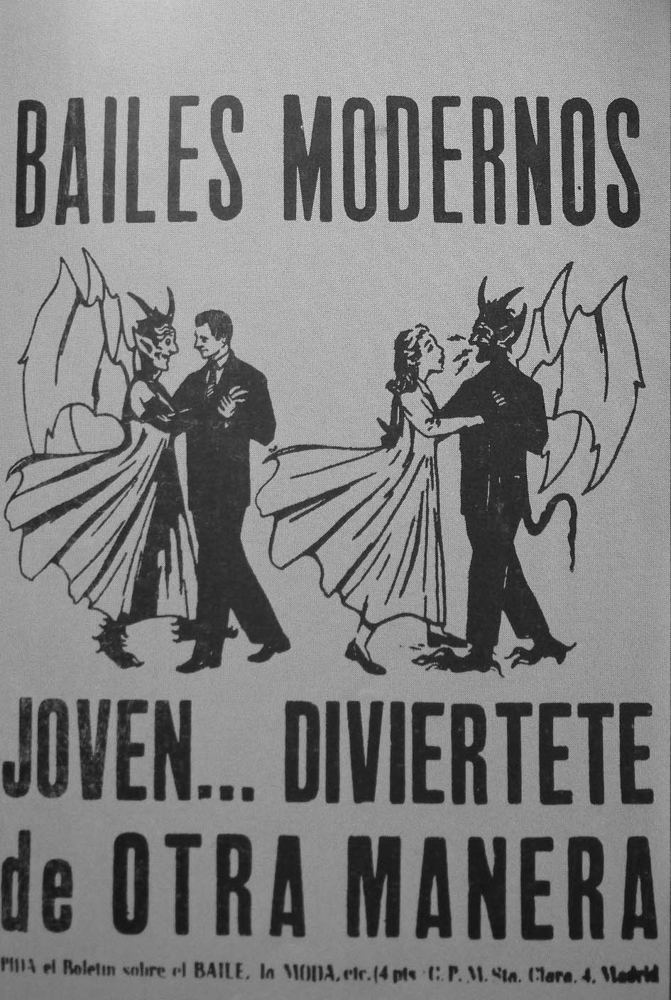 BAILES MODERNOS
JOVEN... DIVIERTETE
de OTRA MANERA
PIDA el Boletin sobre el BAILE, la MODA, etc. (4 pts C. P. M. Sta. Clara, 4, Madrid